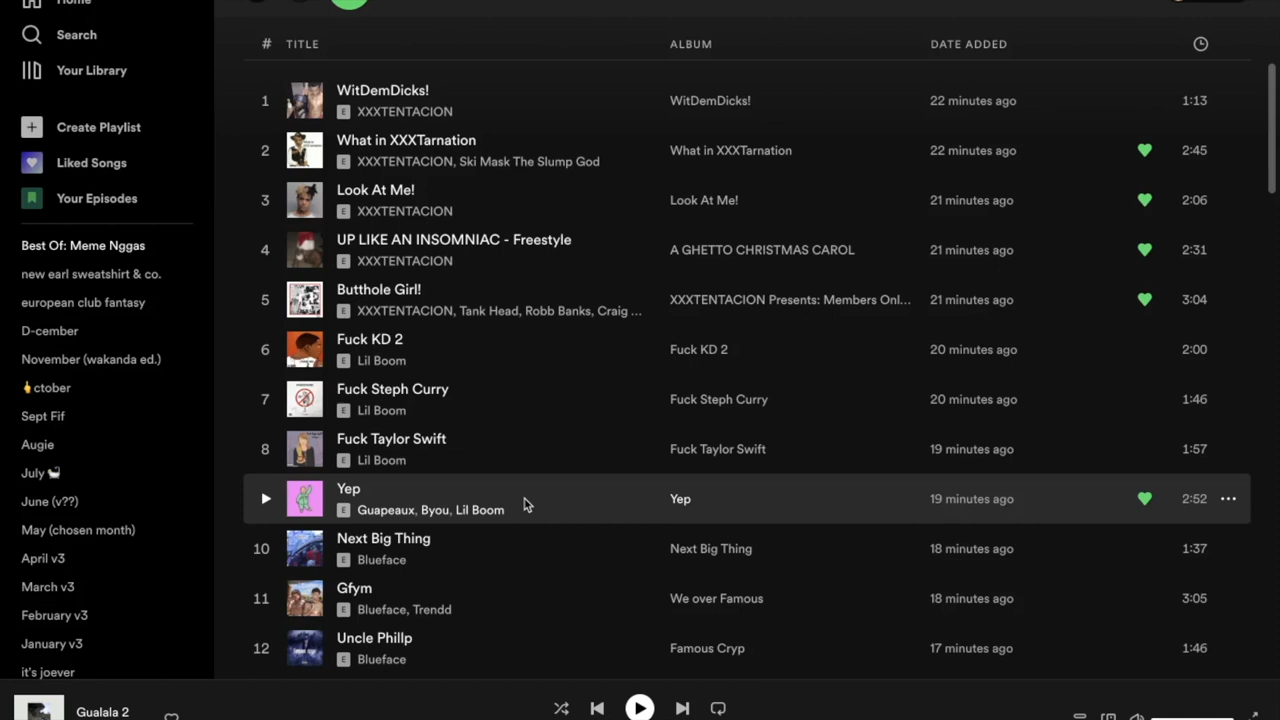 Home
Search
Your Library
Create Playlist
Liked Songs
Your Episodes
Best Of: Meme Nggas
new earl sweatshirt & co.
european club fantasy
D-cember
November (wakanda ed.)
🖕ctober
Sept Fif
Augie
July
June (v??)
May (chosen month)
April v3
March v3
February v3
January v3
it's joever
# TITLE ALBUM DATE ADDED
1 WitDemDicks! WitDemDicks! 22 minutes ago 1:13
E XXXTENTACION
2 What in XXXTarnation What in XXXTarnation 22 minutes ago 2:45
E XXXTENTACION, Ski Mask The Slump God
3 Look At Me! Look At Me! 21 minutes ago 2:06
E XXXTENTACION
4 UP LIKE AN INSOMNIAC - Freestyle A GHETTO CHRISTMAS CAROL 21 minutes ago 2:31
E XXXTENTACION
5 Butthole Girl! XXXTENTACION Presents: Members Onl... 21 minutes ago 3:04
E XXXTENTACION, Tank Head, Robb Banks, Craig ...
6 Fuck KD 2 Fuck KD 2 20 minutes ago 2:00
E Lil Boom
7 Fuck Steph Curry Fuck Steph Curry 20 minutes ago 1:46
E Lil Boom
8 Fuck Taylor Swift Fuck Taylor Swift 19 minutes ago 1:57
E Lil Boom
Yep Yep 19 minutes ago 2:52
E Guapeaux, Byou, Lil Boom
10 Next Big Thing Next Big Thing 18 minutes ago 1:37
E Blueface
11 Gfym We over Famous 18 minutes ago 3:05
E Blueface, Trendd
12 Uncle Phillp Famous Cryp 17 minutes ago 1:46
E Blueface
Gualala 2